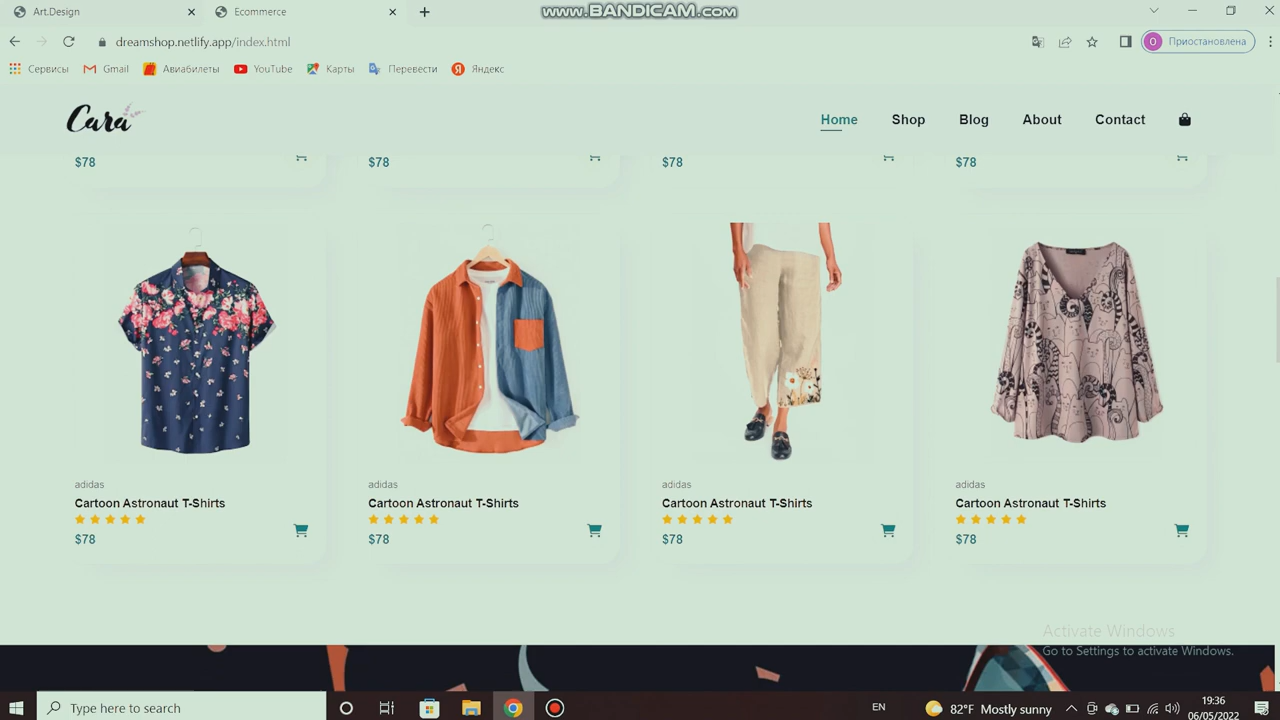 Art.Design
Ecommerce
www.BANDICAM.com
dreamshop.netlify.app/index.html
О
Приостановлена
Сервисы
Gmail
Авиабилеты
YouTube
Карты
Перевести
Яндекс
Cara
Home
Shop
Blog
About
Contact
$78
$78
$78
$78
adidas
Cartoon Astronaut T-Shirts
$78
adidas
Cartoon Astronaut T-Shirts
$78
adidas
Cartoon Astronaut T-Shirts
$78
adidas
Cartoon Astronaut T-Shirts
$78
Activate Windows
Go to Settings to activate Windows.
Type here to search
EN
82°F Mostly sunny
19:36
06/05/2022